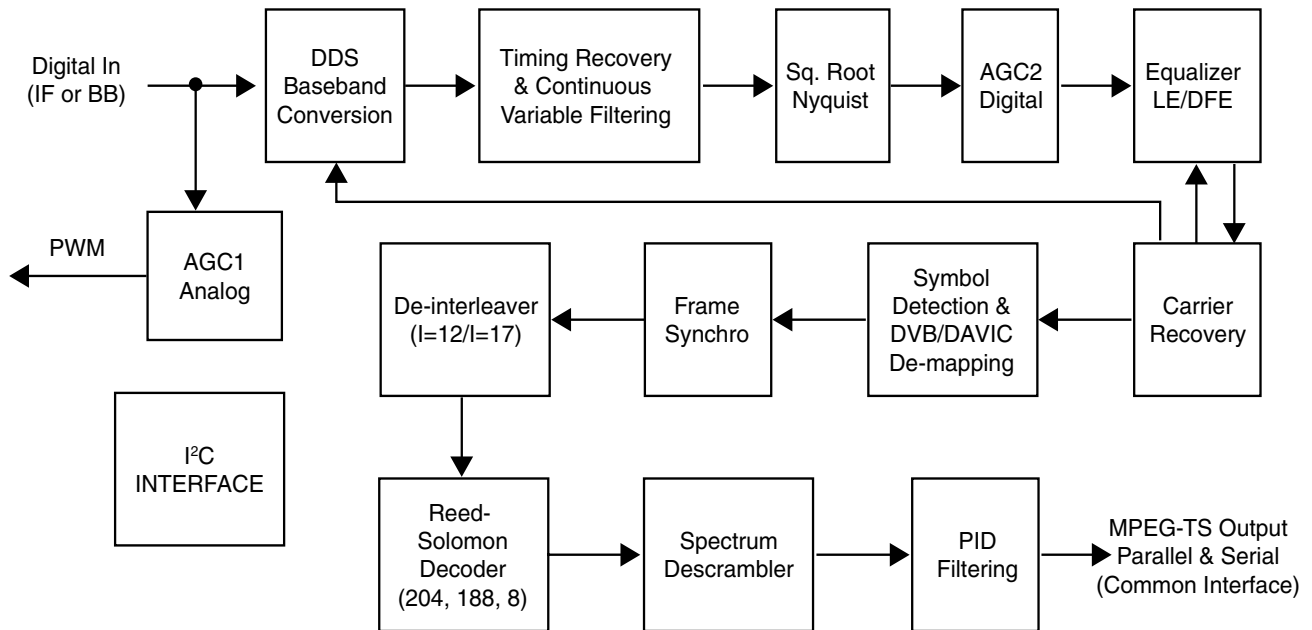 Digital In
(IF or BB)
DDS
Baseband
Conversion
Timing Recovery
& Continuous
Variable Filtering
Sq. Root
Nyquist
AGC2
Digital
Equalizer
LE/DFE
PWM
AGC1
Analog
De-interleaver
(I=12/I=17)
Frame
Synchro
Symbol
Detection &
DVB/DAVIC
De-mapping
Carrier
Recovery
I²C
INTERFACE
Reed-
Solomon
Decoder
(204, 188, 8)
Spectrum
Descrambler
PID
Filtering
MPEG-TS Output
Parallel & Serial
(Common Interface)